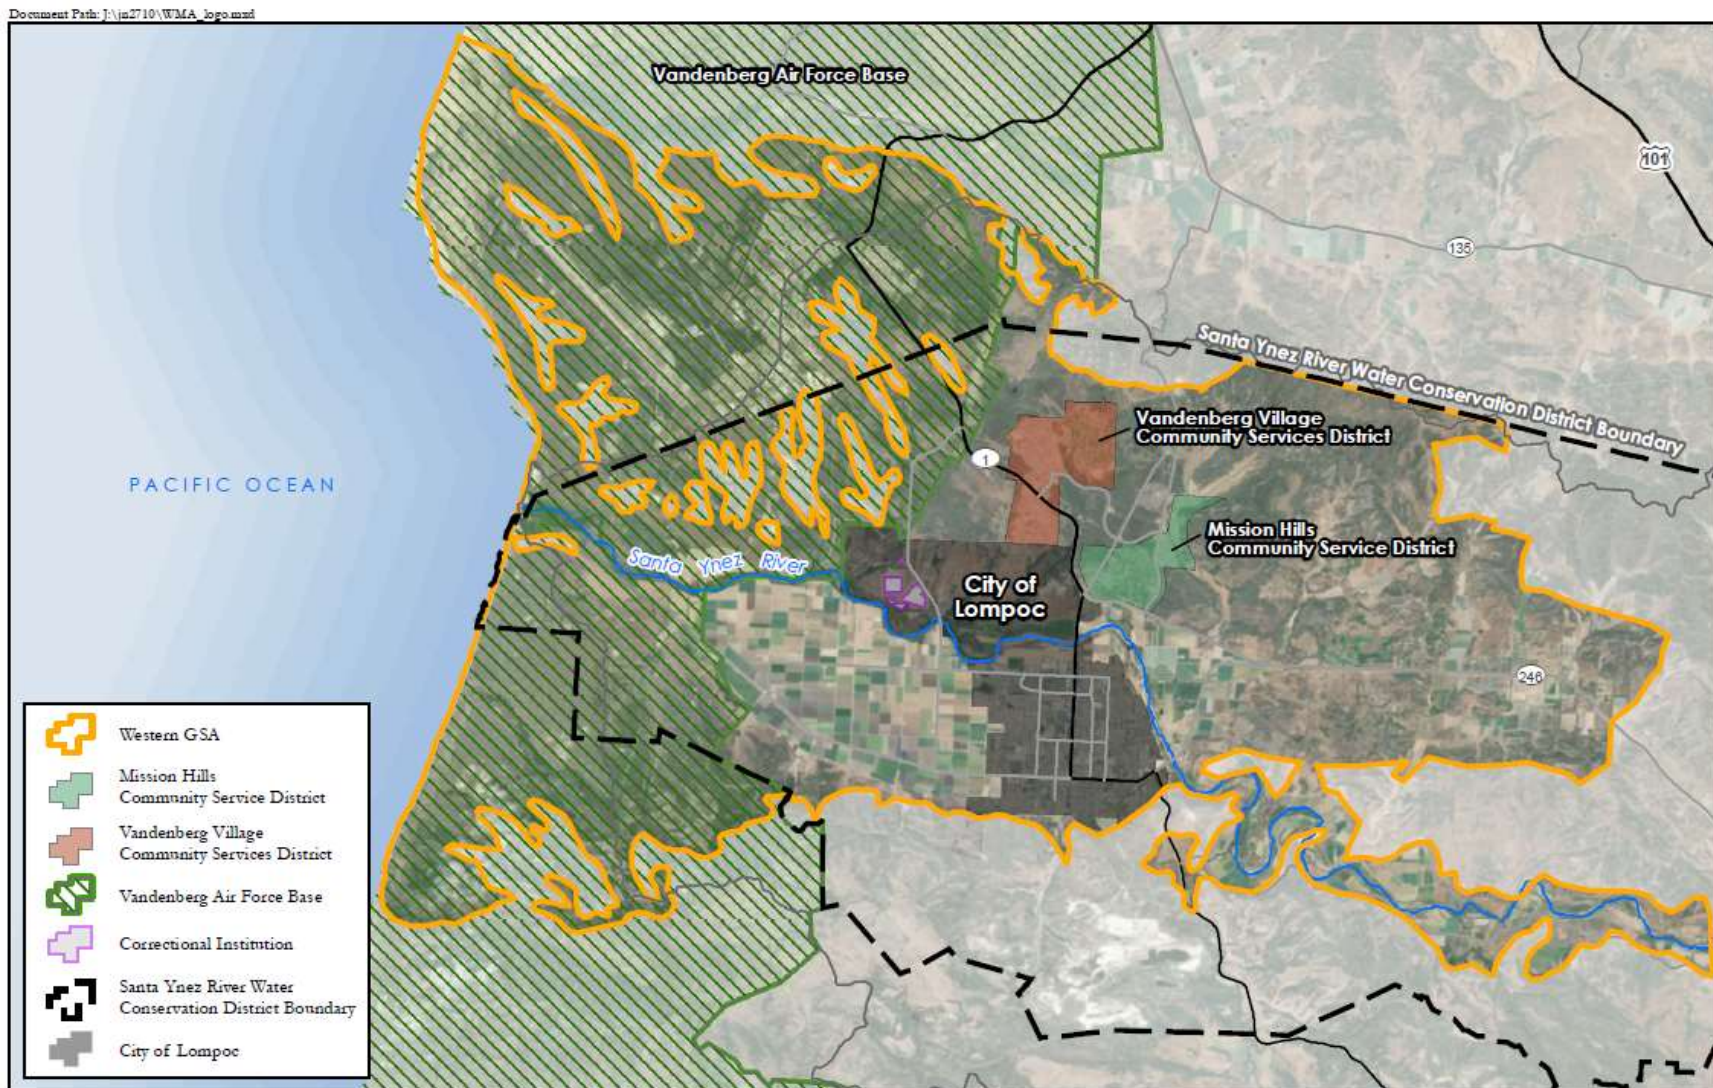 Document Path: J:\jn2710\WMA_logo.mxd
Vandenberg Air Force Base
101
135
Santa Ynez River Water Conservation District Boundary
Vandenberg Village
Community Services District
1
PACIFIC OCEAN
Mission Hills
Community Service District
Santa Ynez River
City of
Lompoc
246
Western GSA
Mission Hills
Community Service District
Vandenberg Village
Community Services District
Vandenberg Air Force Base
Correctional Institution
Santa Ynez River Water
Conservation District Boundary
City of Lompoc